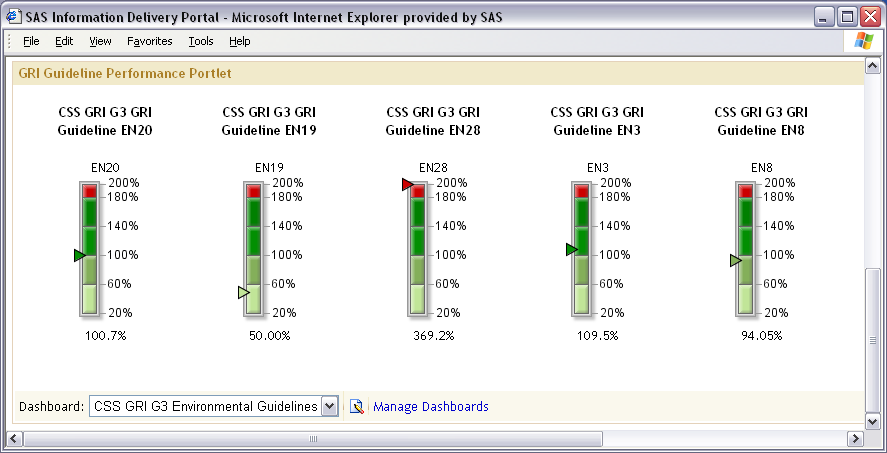 SAS Information Delivery Portal - Microsoft Internet Explorer provided by SAS
File Edit View Favorites Tools Help
GRI Guideline Performance Portlet
CSS GRI G3 GRI
Guideline EN20
EN20
200%
180%
140%
100%
60%
20%
100.7%
CSS GRI G3 GRI
Guideline EN19
EN19
200%
180%
140%
100%
60%
20%
50.00%
CSS GRI G3 GRI
Guideline EN28
EN28
200%
180%
140%
100%
60%
20%
369.2%
CSS GRI G3 GRI
Guideline EN3
EN3
200%
180%
140%
100%
60%
20%
109.5%
CSS GRI G3 GRI
Guideline EN8
EN8
200%
180%
140%
100%
60%
20%
94.05%
Dashboard: CSS GRI G3 Environmental Guidelines Manage Dashboards